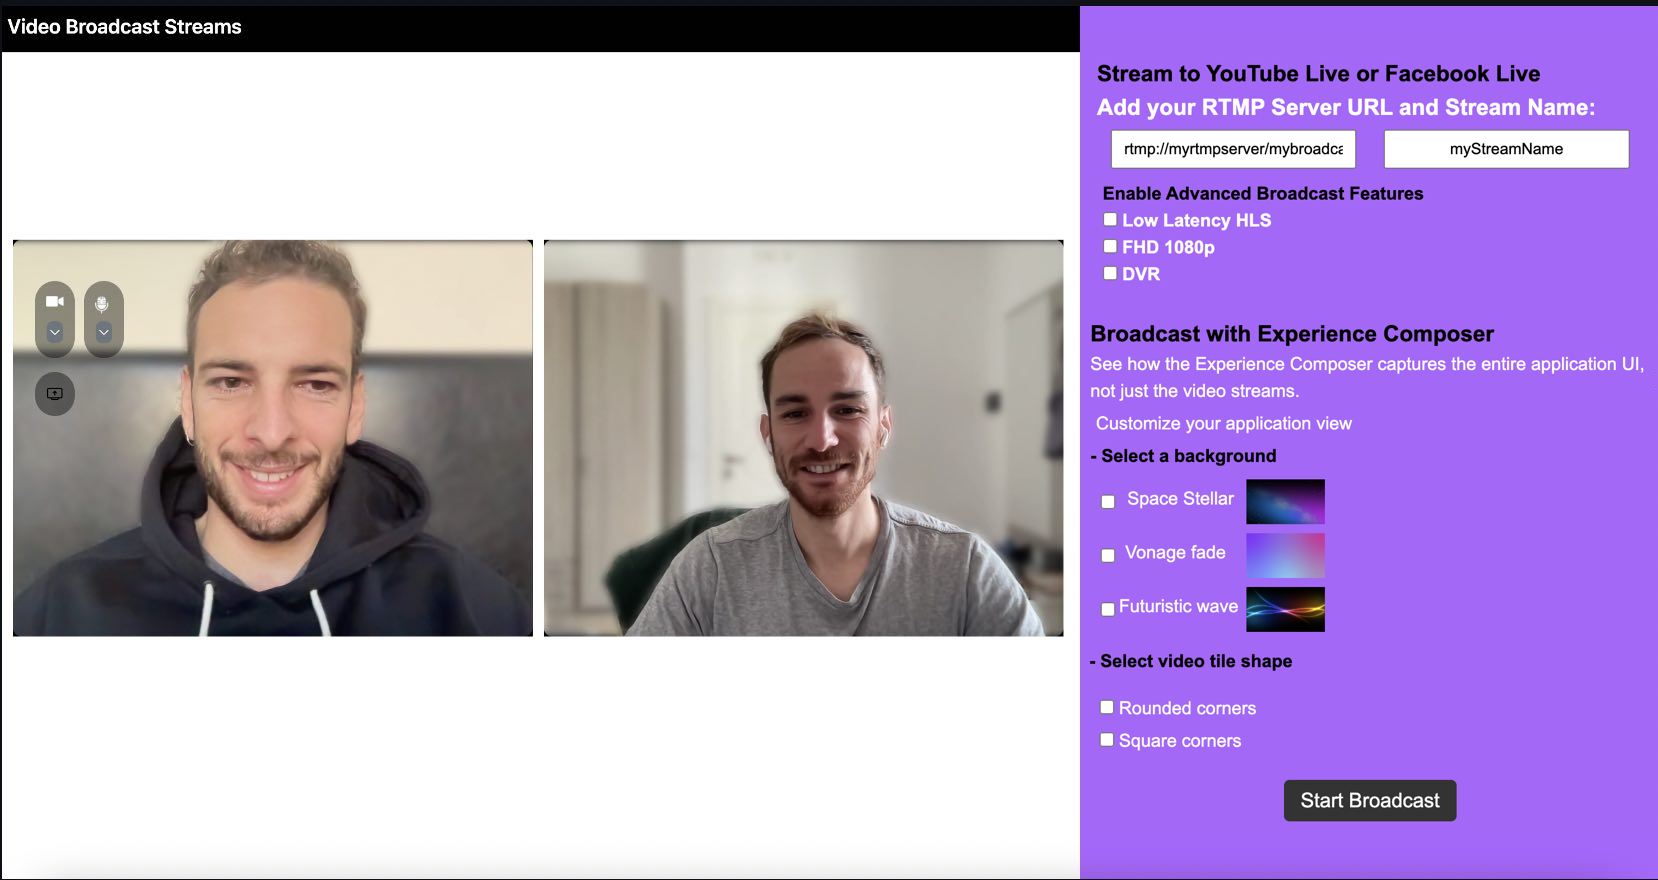 Video Broadcast Streams
Stream to YouTube Live or Facebook Live
Add your RTMP Server URL and Stream Name:
rtmp://myrtmpserver/mybroadca
myStreamName
Enable Advanced Broadcast Features
Low Latency HLS
FHD 1080p
DVR
Broadcast with Experience Composer
See how the Experience Composer captures the entire application UI,
not just the video streams.
Customize your application view
- Select a background
Space Stellar
Vonage fade
Futuristic wave
- Select video tile shape
Rounded corners
Square corners
Start Broadcast